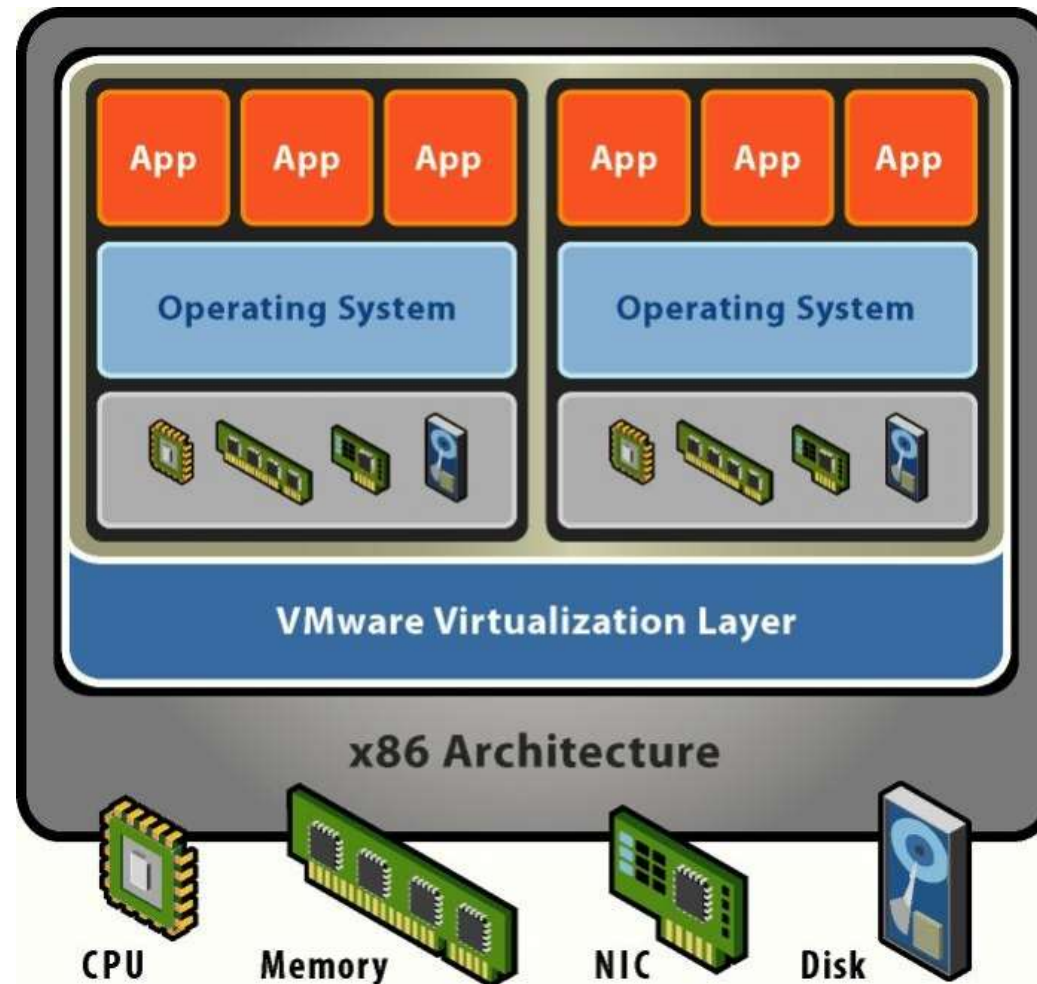 App App App App App App
Operating System Operating System
VMware Virtualization Layer
x86 Architecture
CPU Memory NIC Disk